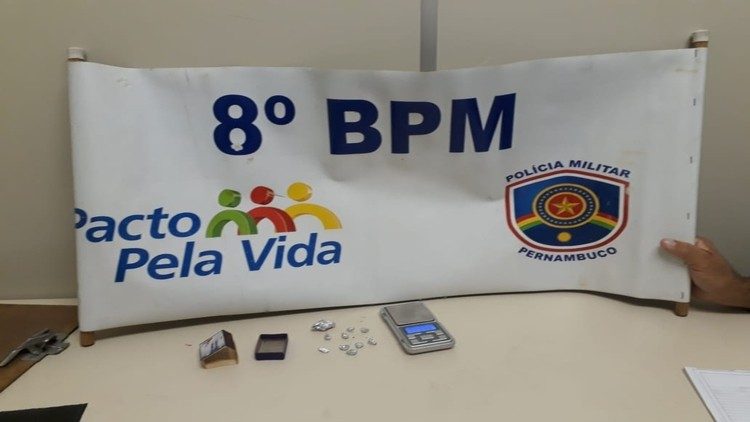 8º BPM
Pacto
Pela Vida
POLÍCIA MILITAR
PERNAMBUCO